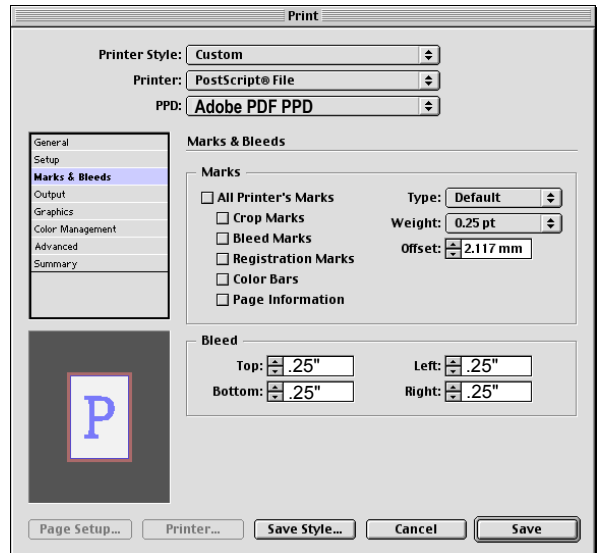 Print
Printer Style: Custom
Printer: PostScript® File
PPD: Adobe PDF PPD
General
Setup
Marks & Bleeds
Output
Graphics
Color Management
Advanced
Summary
Marks & Bleeds
Marks
All Printer's Marks
Crop Marks
Bleed Marks
Registration Marks
Color Bars
Page Information
Type: Default
Weight: 0.25 pt
Offset: 2.117 mm
Bleed
Top: .25" Left: .25"
Bottom: .25" Right: .25"
P
Page Setup... Printer... Save Style... Cancel Save